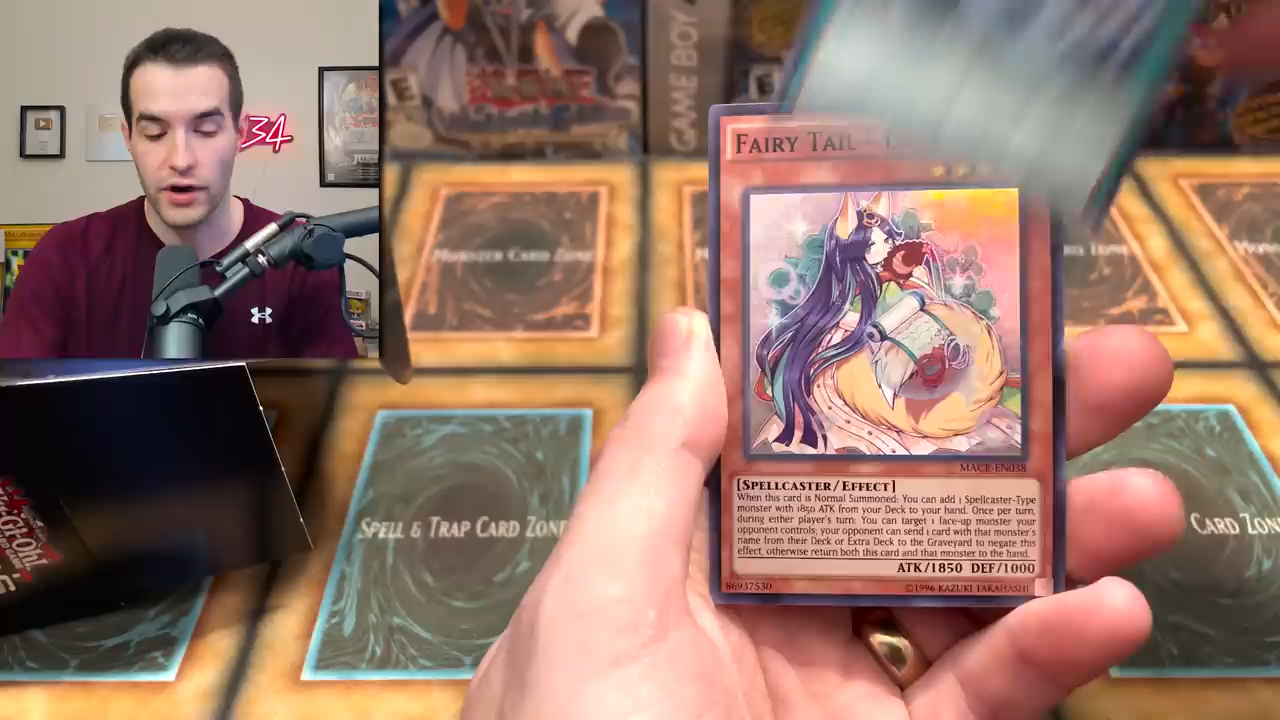 34
GAME BOY
E
E
FAIRY TAIL
MONSTER CARD ZONE
MACR-EN038
[SPELLCASTER/EFFECT]
When this card is Normal Summoned: You can add 1 Spellcaster-Type
monster with 1850 ATK from your Deck to your hand. Once per turn,
during either player's turn: You can target 1 face-up monster your
opponent controls; your opponent can send 1 card with that monster's
name from their Deck or Extra Deck to the Graveyard to negate this
effect, otherwise return both this card and that monster to the hand.
ATK/1850 DEF/1000
86937530
©1996 KAZUKI TAKAHASHI
SPELL & TRAP CARD ZONE
CARD ZON
YU-GI-OH!